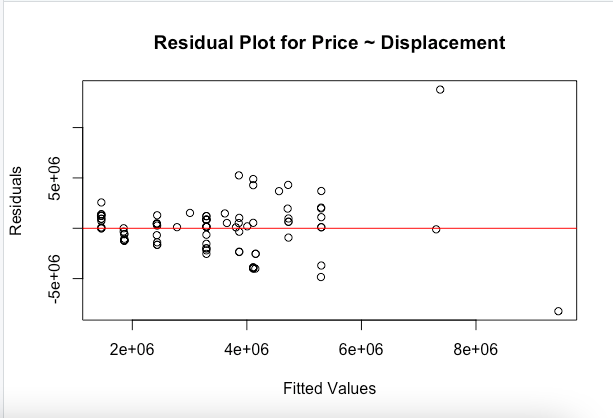 Residual Plot for Price ~ Displacement
Residuals
5e+06
-5e+06
2e+06 4e+06 6e+06 8e+06
Fitted Values